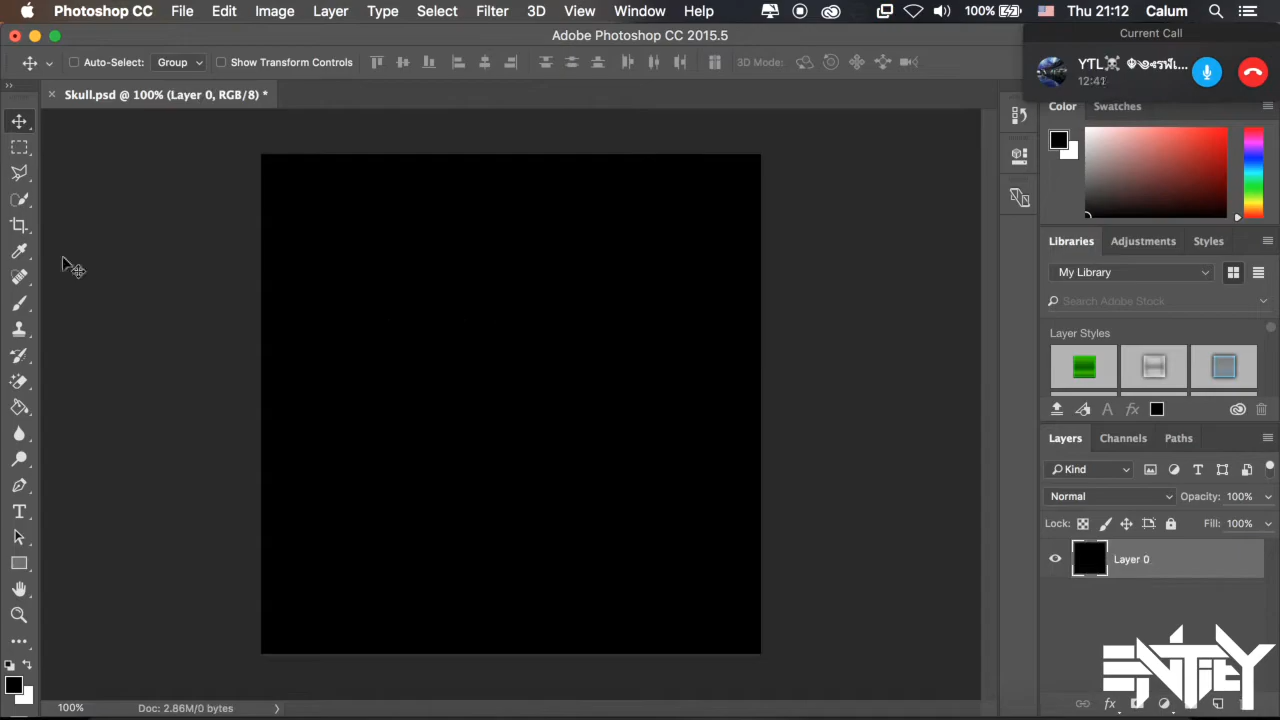 Photoshop CC File Edit Image Layer Type Select Filter 3D View Window Help 100% Thu 21:12 Calum
Adobe Photoshop CC 2015.5
Current Call
YTL☠
12:41
Auto-Select: Group Show Transform Controls 3D Mode:
Skull.psd @ 100% (Layer 0, RGB/8) *
Color Swatches
Libraries Adjustments Styles
My Library
Search Adobe Stock
Layer Styles
Layers Channels Paths
Kind
Normal Opacity: 100%
Lock: Fill: 100%
Layer 0
ENTITY
100% Doc: 2.86M/0 bytes